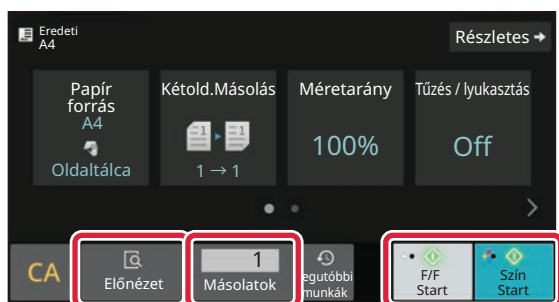 Eredeti
A4
Részletes
Papír
forrás
A4
Oldaltálca
Kétold.Másolás
1 → 1
Méretarány
100%
Tűzés / lyukasztás
Off
CA
Előnézet
1
Másolatok
egutóbbi
munkák
F/F
Start
Szín
Start